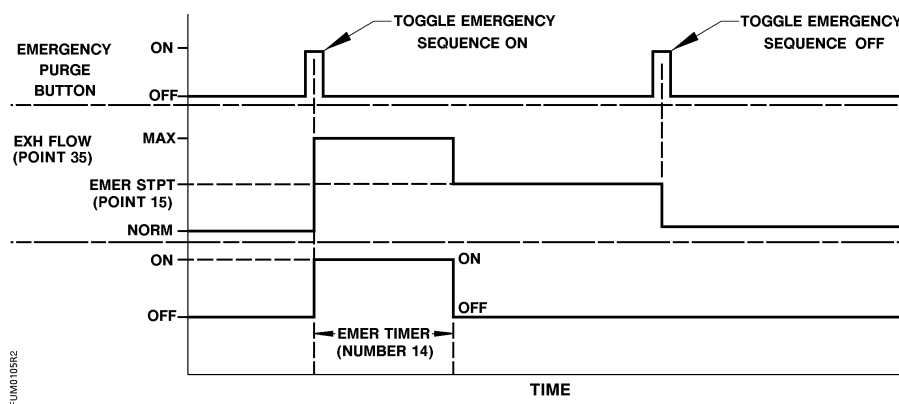 TOGGLE EMERGENCY
SEQUENCE ON
TOGGLE EMERGENCY
SEQUENCE OFF
EMERGENCY
PURGE
BUTTON
ON
OFF
EXH FLOW
(POINT 35)
MAX
EMER STPT
(POINT 15)
NORM
ON
ON
OFF
OFF
EMER TIMER
(NUMBER 14)
TIME
FUM0105R2